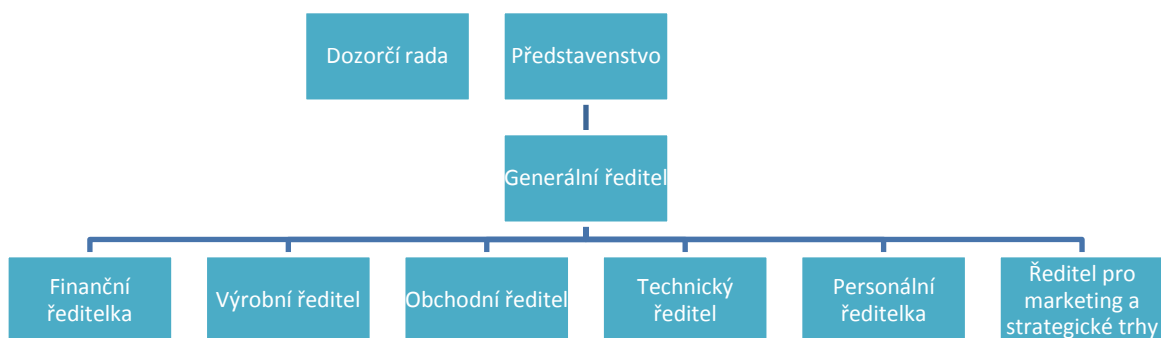 Dozorčí rada
Představenstvo
Generální ředitel
Finanční
ředitelka
Výrobní ředitel
Obchodní ředitel
Technický
ředitel
Personální
ředitelka
Ředitel pro
marketing a
strategické trhy